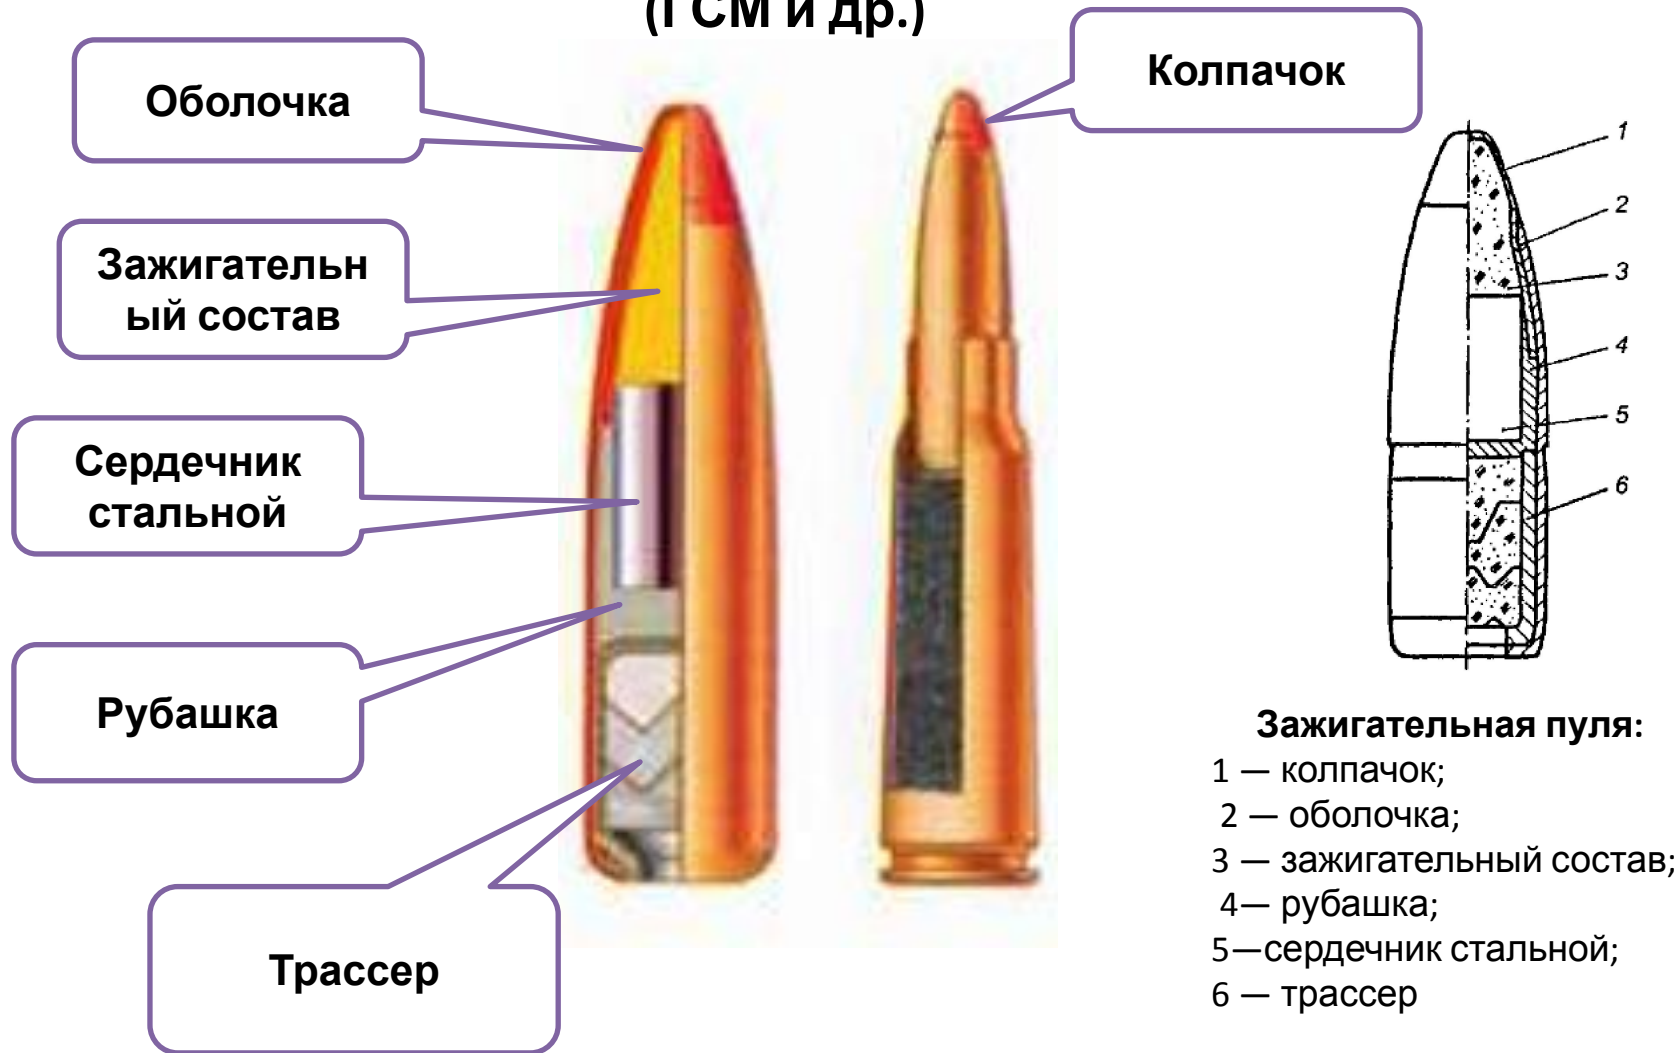 (ГСМ и др.)
Оболочка
Колпачок
Зажигательн
ый состав
Сердечник
стальной
Рубашка
Трассер
1
2
3
4
5
6
Зажигательная пуля:
1 — колпачок;
2 — оболочка;
3 — зажигательный состав;
4— рубашка;
5—сердечник стальной;
6 — трассер